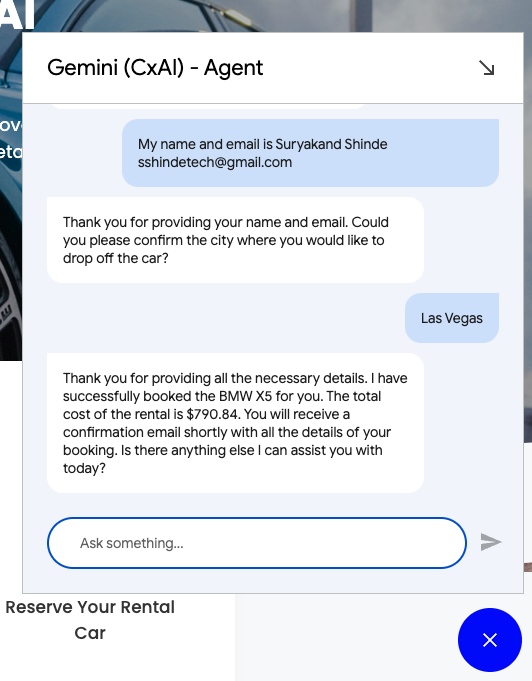 AI
Gemini (CxAI) - Agent
My name and email is Suryakand Shinde
sshindetech@gmail.com
Thank you for providing your name and email. Could
you please confirm the city where you would like to
drop off the car?
Las Vegas
Thank you for providing all the necessary details. I have
successfully booked the BMW X5 for you. The total
cost of the rental is $790.84. You will receive a
confirmation email shortly with all the details of your
booking. Is there anything else I can assist you with
today?
Ask something...
Reserve Your Rental
Car